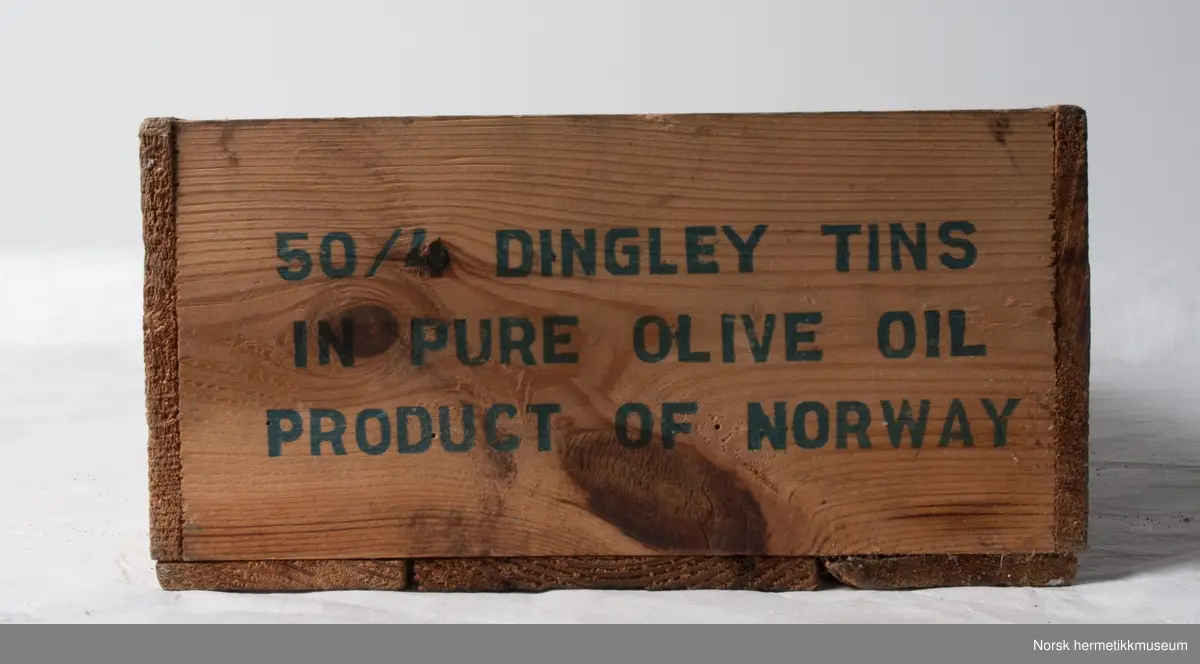 50/4 DINGLEY TINS
IN PURE OLIVE OIL
PRODUCT OF NORWAY
Norsk hermetikkmuseum